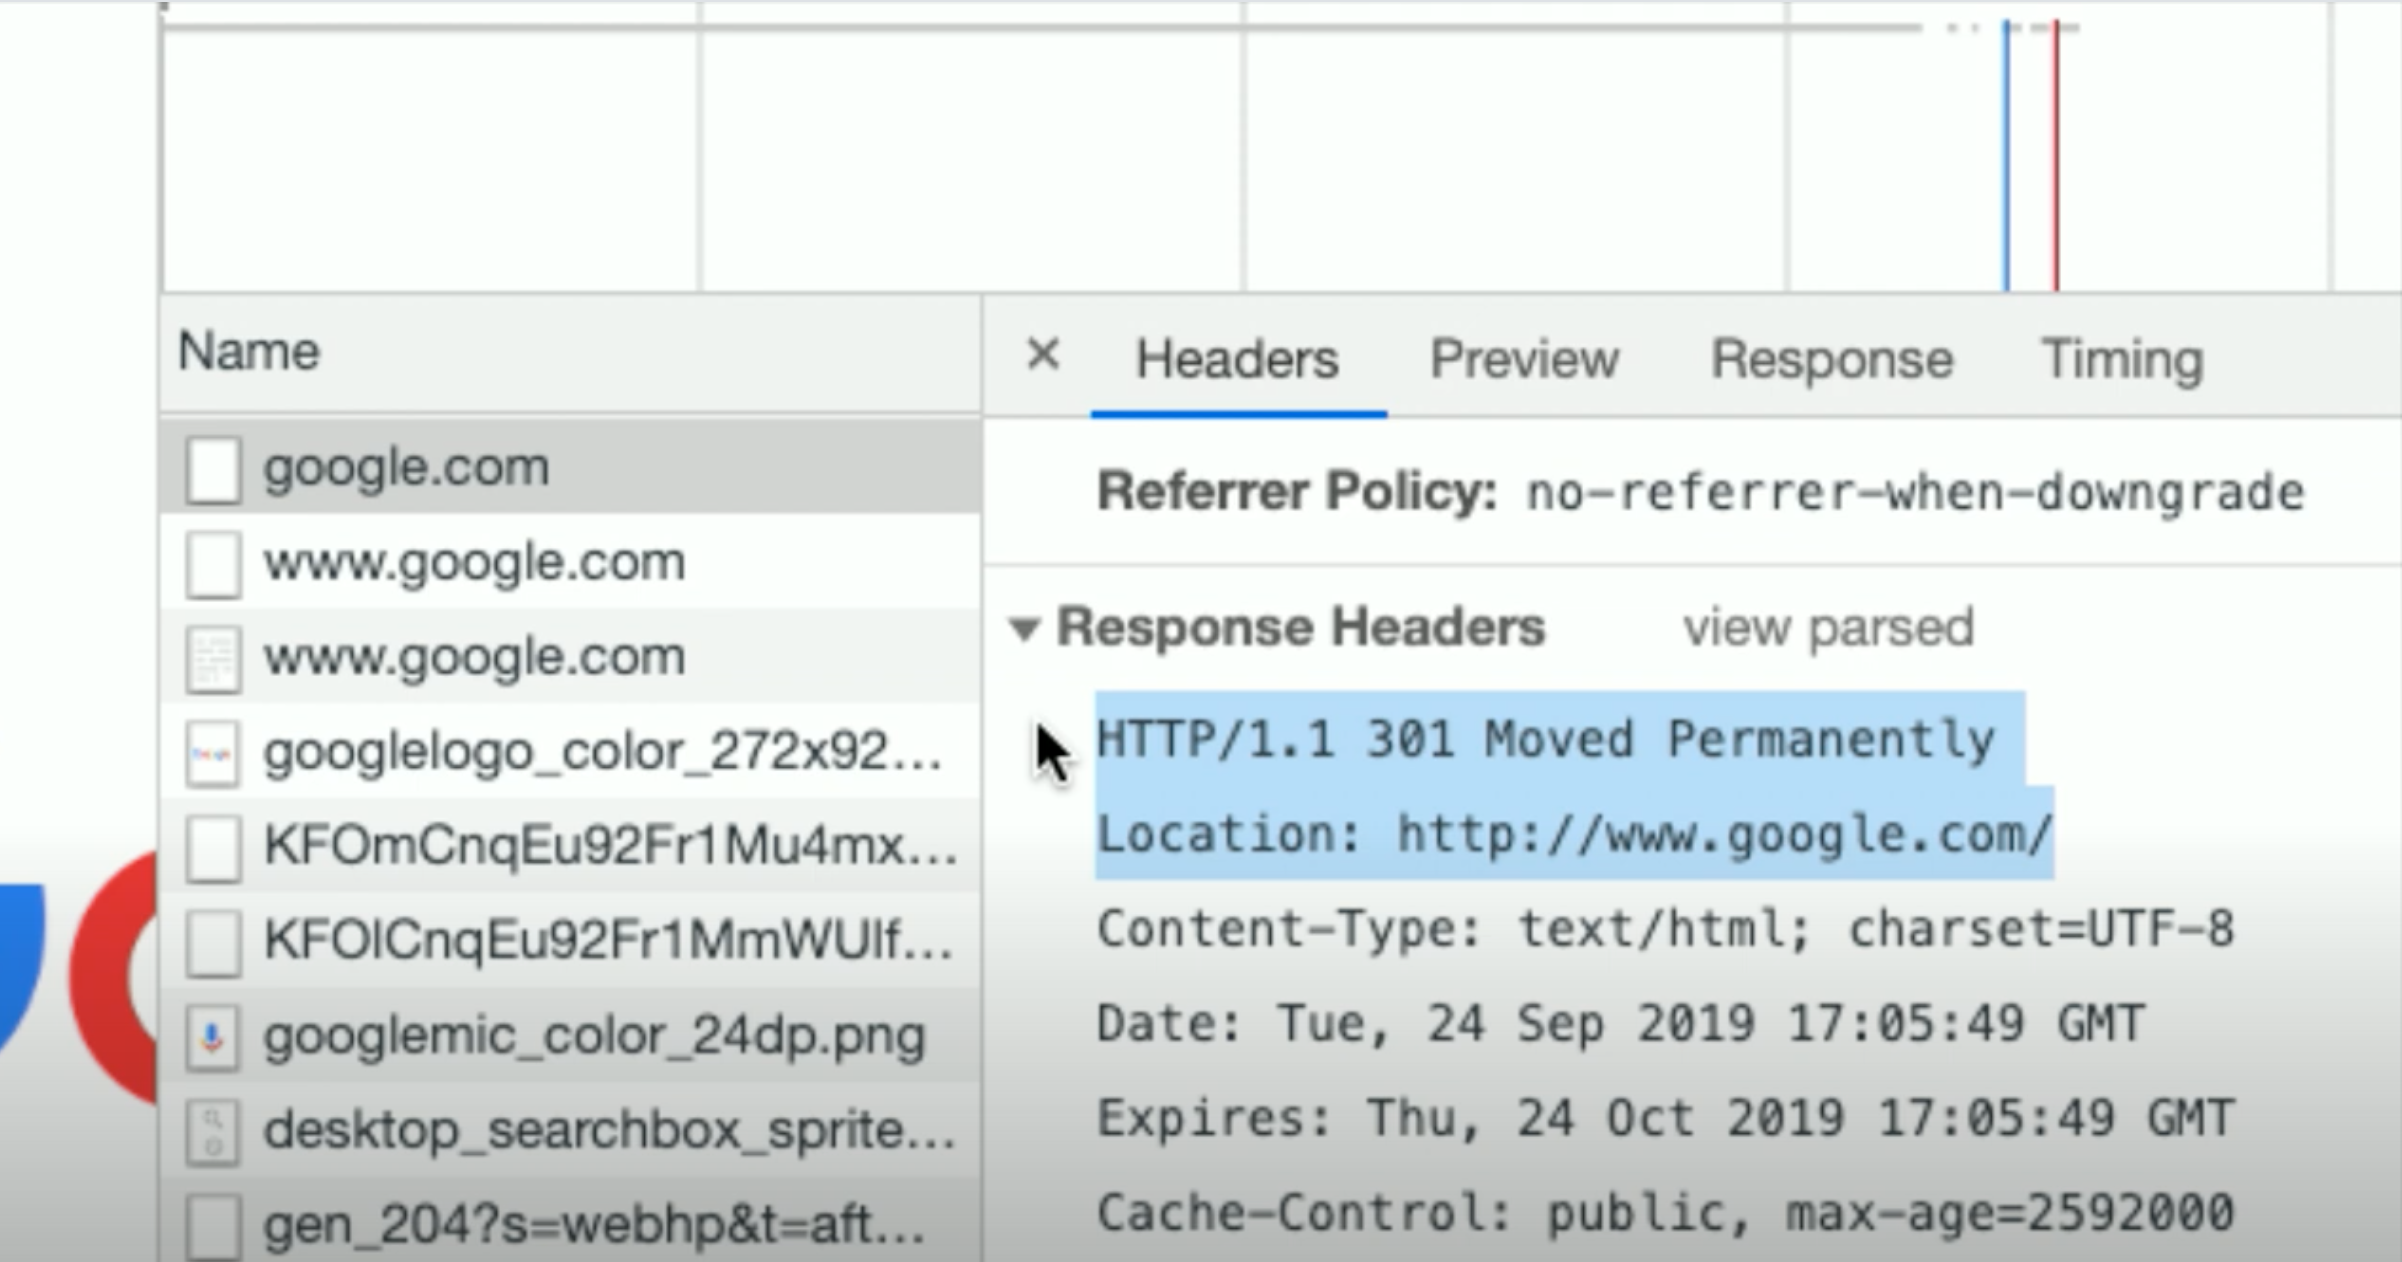 Name
google.com
www.google.com
www.google.com
googlelogo_color_272x92...
KFOmCnqEu92Fr1Mu4mx...
KFOlCnqEu92Fr1MmWUlf...
googlemic_color_24dp.png
desktop_searchbox_sprite...
gen_204?s=webhp&t=aft...
× Headers Preview Response Timing
Referrer Policy: no-referrer-when-downgrade
▼ Response Headers view parsed
HTTP/1.1 301 Moved Permanently
Location: http://www.google.com/
Content-Type: text/html; charset=UTF-8
Date: Tue, 24 Sep 2019 17:05:49 GMT
Expires: Thu, 24 Oct 2019 17:05:49 GMT
Cache-Control: public, max-age=2592000